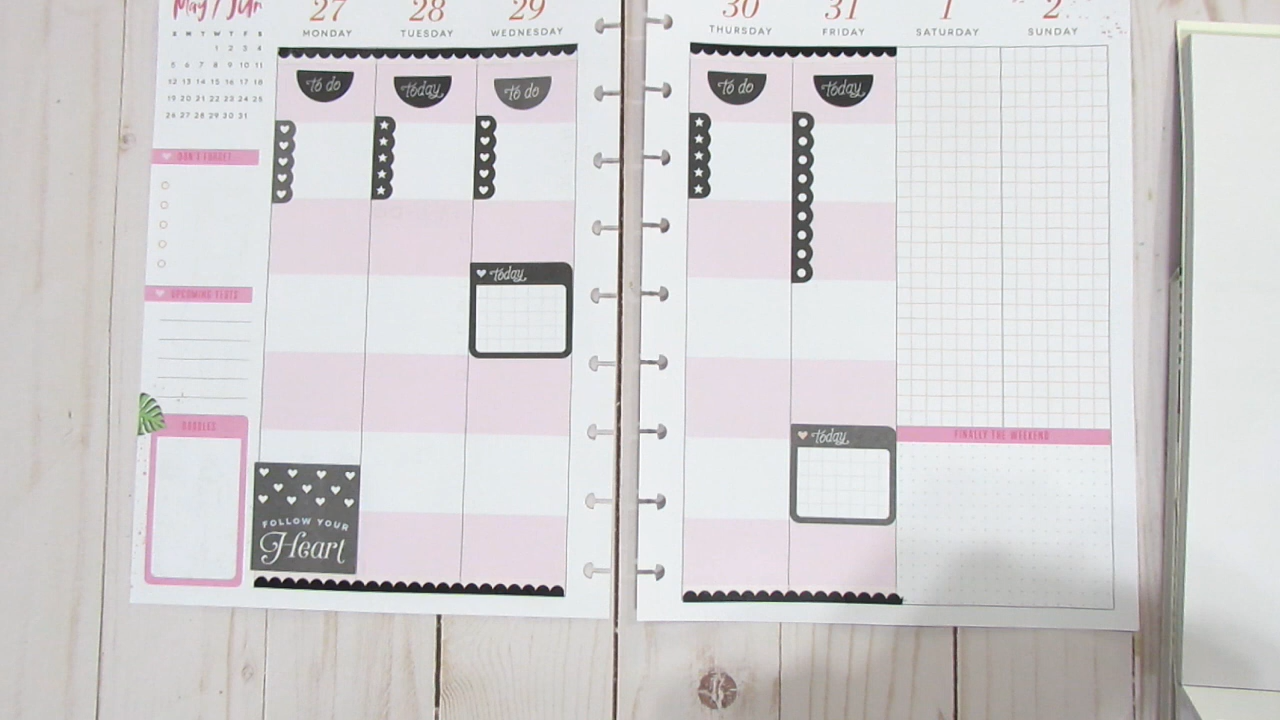 May / Jun
S M T W T F S
1 2 3 4
5 6 7 8 9 10 11
12 13 14 15 16 17 18
19 20 21 22 23 24 25
26 27 28 29 30 31
DON'T FORGET
UPCOMING TESTS
DOODLES
27 28 29
MONDAY TUESDAY WEDNESDAY
to do today to do
today
FOLLOW YOUR
Heart
30 31 1 2
THURSDAY FRIDAY SATURDAY SUNDAY
to do today
today
FINALLY THE WEEKEND